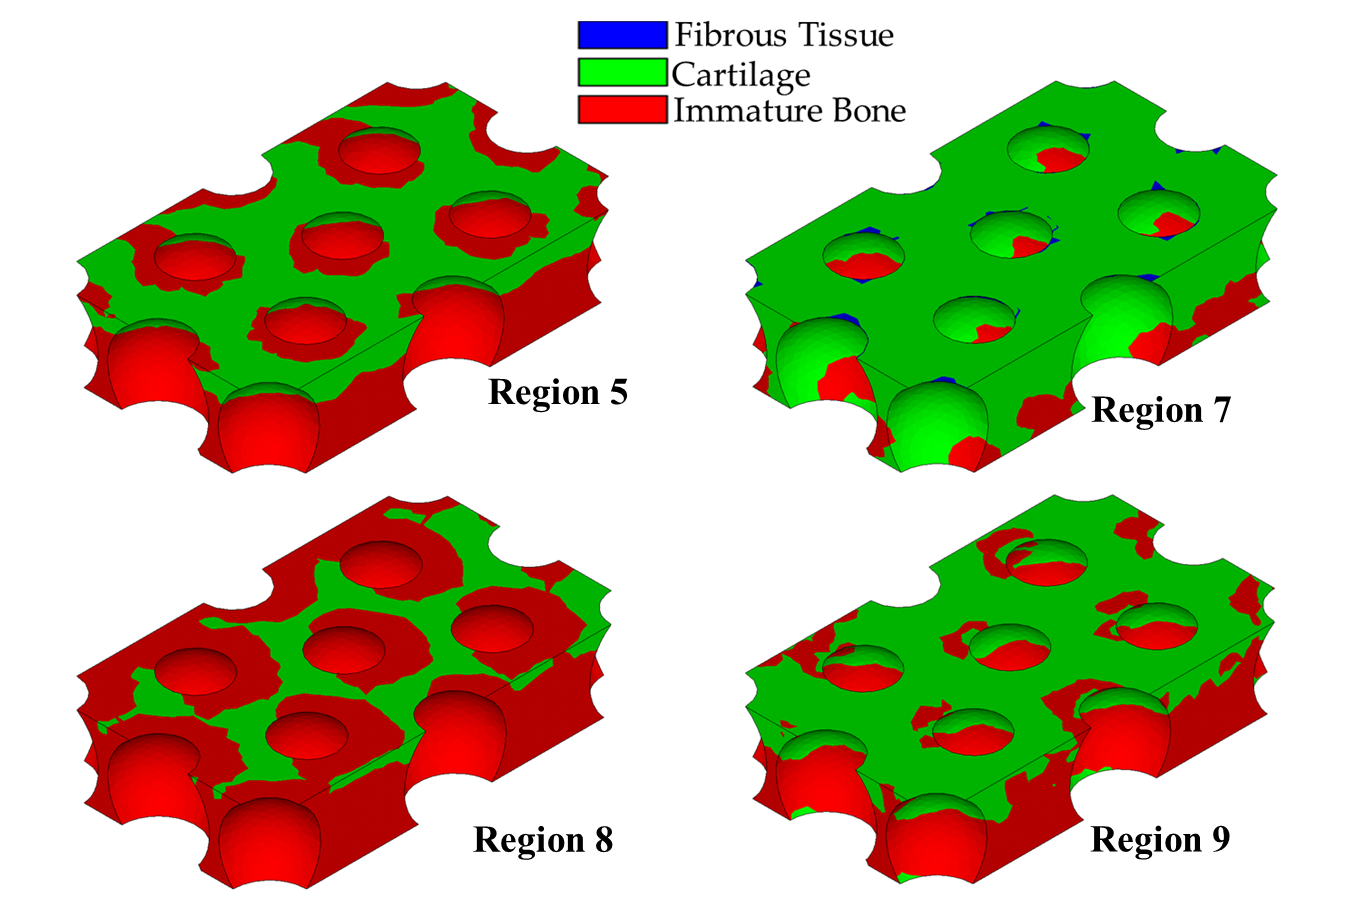 Fibrous Tissue
Cartilage
Immature Bone
Region 5
Region 7
Region 8
Region 9